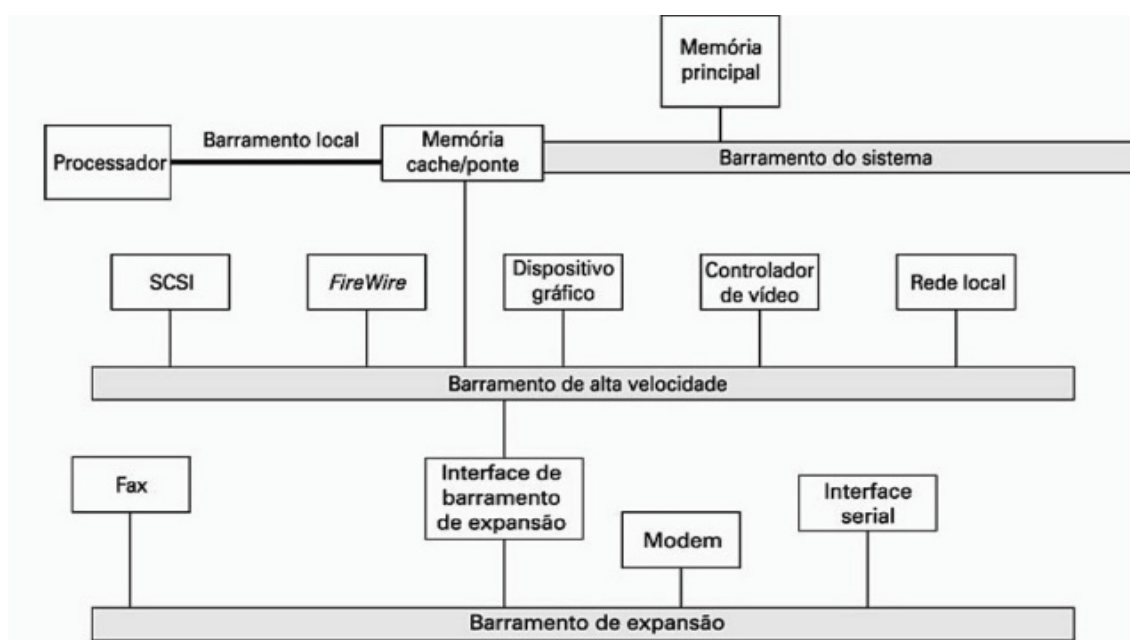 Memória
principal
Barramento local
Processador
Memória
cache/ponte
Barramento do sistema
SCSI
FireWire
Dispositivo
gráfico
Controlador
de vídeo
Rede local
Barramento de alta velocidade
Fax
Interface de
barramento
de expansão
Modem
Interface
serial
Barramento de expansão